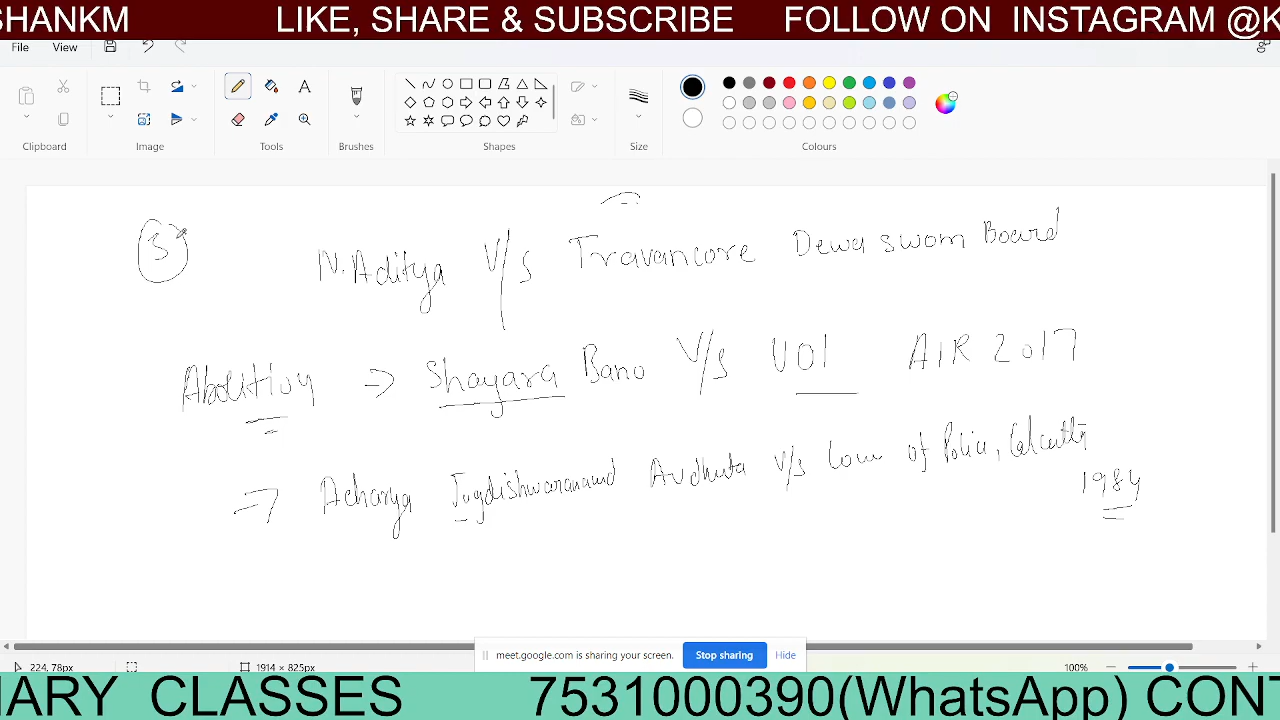 SHANKM LIKE, SHARE & SUBSCRIBE FOLLOW ON INSTAGRAM @K
File View
Clipboard Image Tools Brushes Shapes Size Colours
3
N. Aditya V/s Travancore Dewaswom Board
Abolition => Shayara Bano V/s UOI AIR 2017
=> Acharya Jagdishwaranand Avdhuta V/s Com of Police, Calcutta
1984
meet.google.com is sharing your screen. Stop sharing Hide
224, 78px 1914 × 825px 100%
IARY CLASSES 7531000390(WhatsApp) CONT